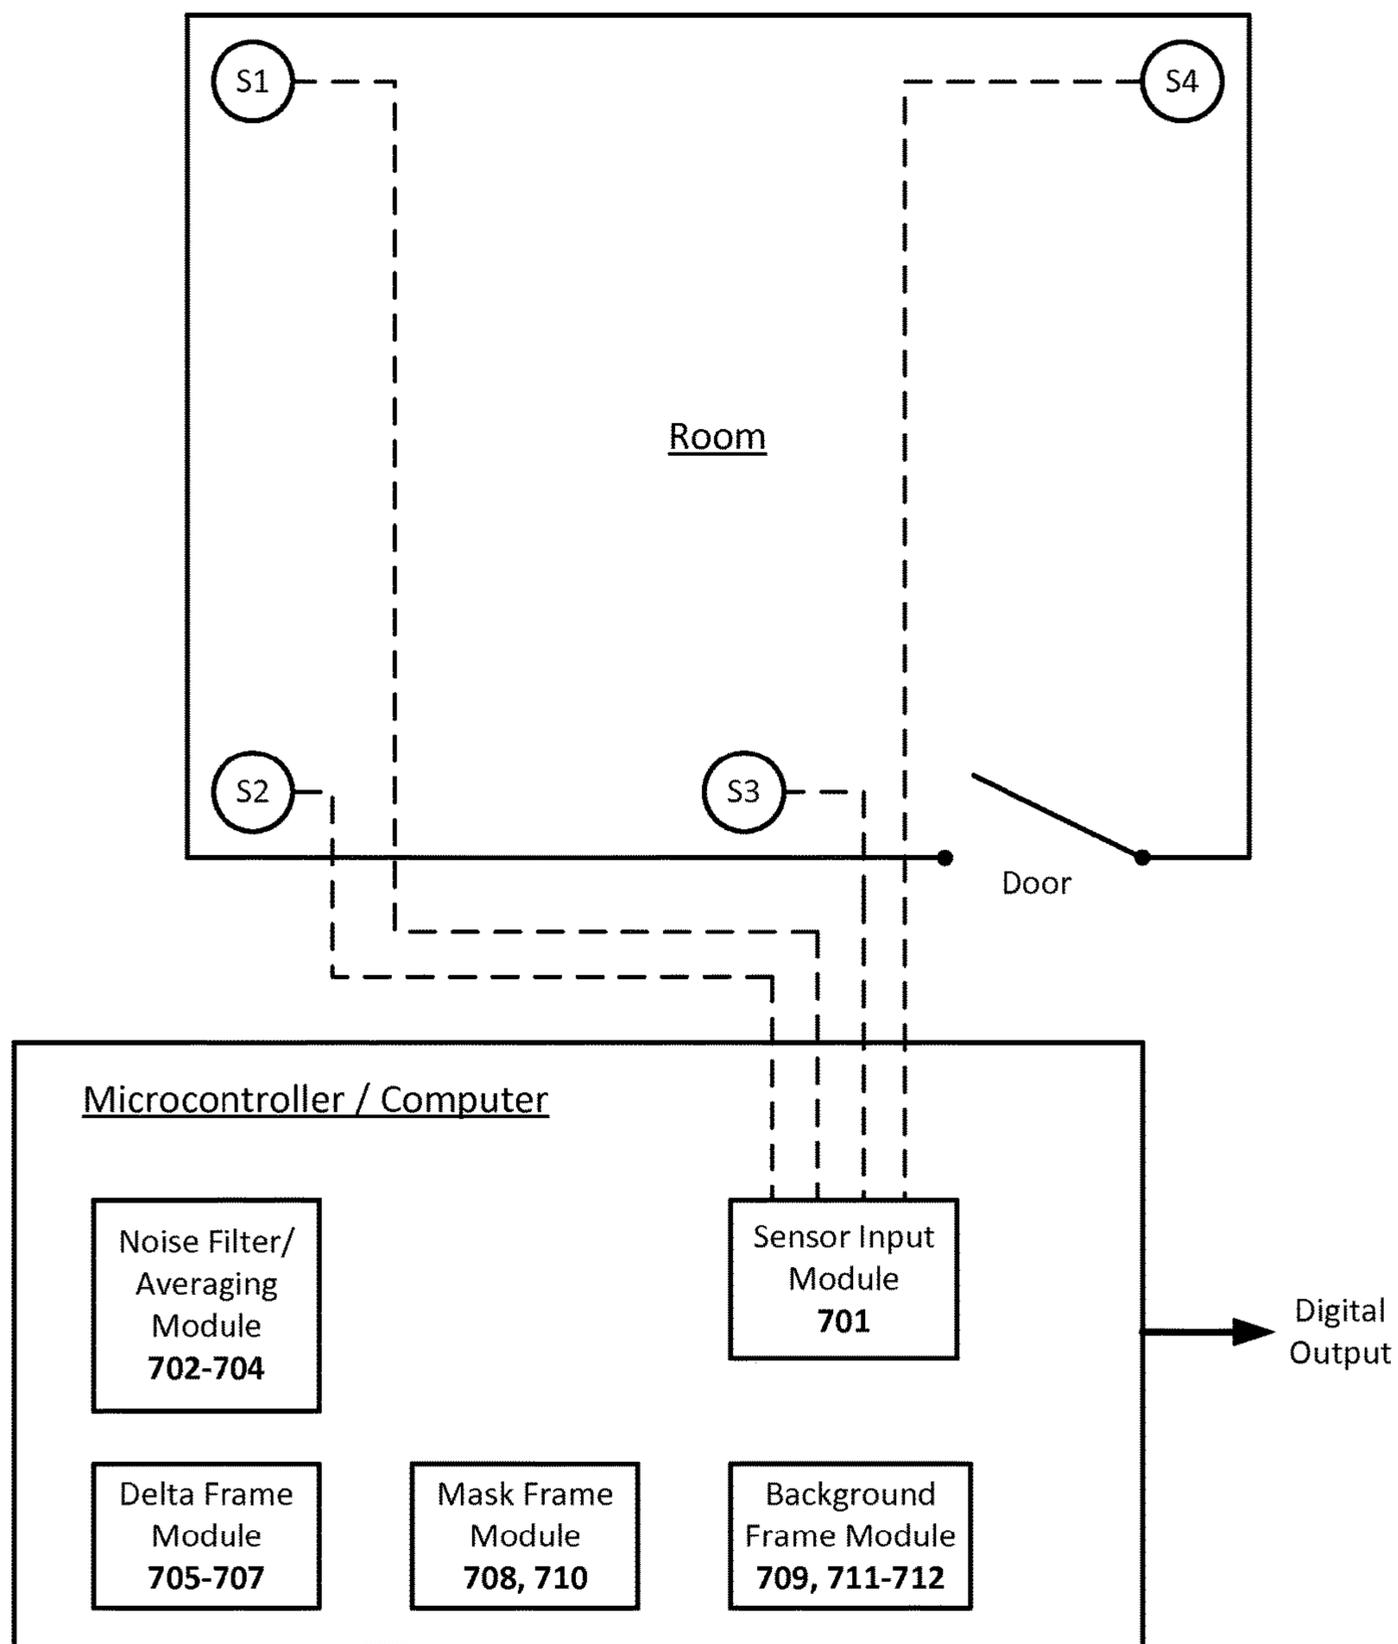 S1
S4
Room
S2
S3
Door
Microcontroller / Computer
Noise Filter/
Averaging
Module
702-704
Sensor Input
Module
701
Digital
Output
Delta Frame
Module
705-707
Mask Frame
Module
708, 710
Background
Frame Module
709, 711-712